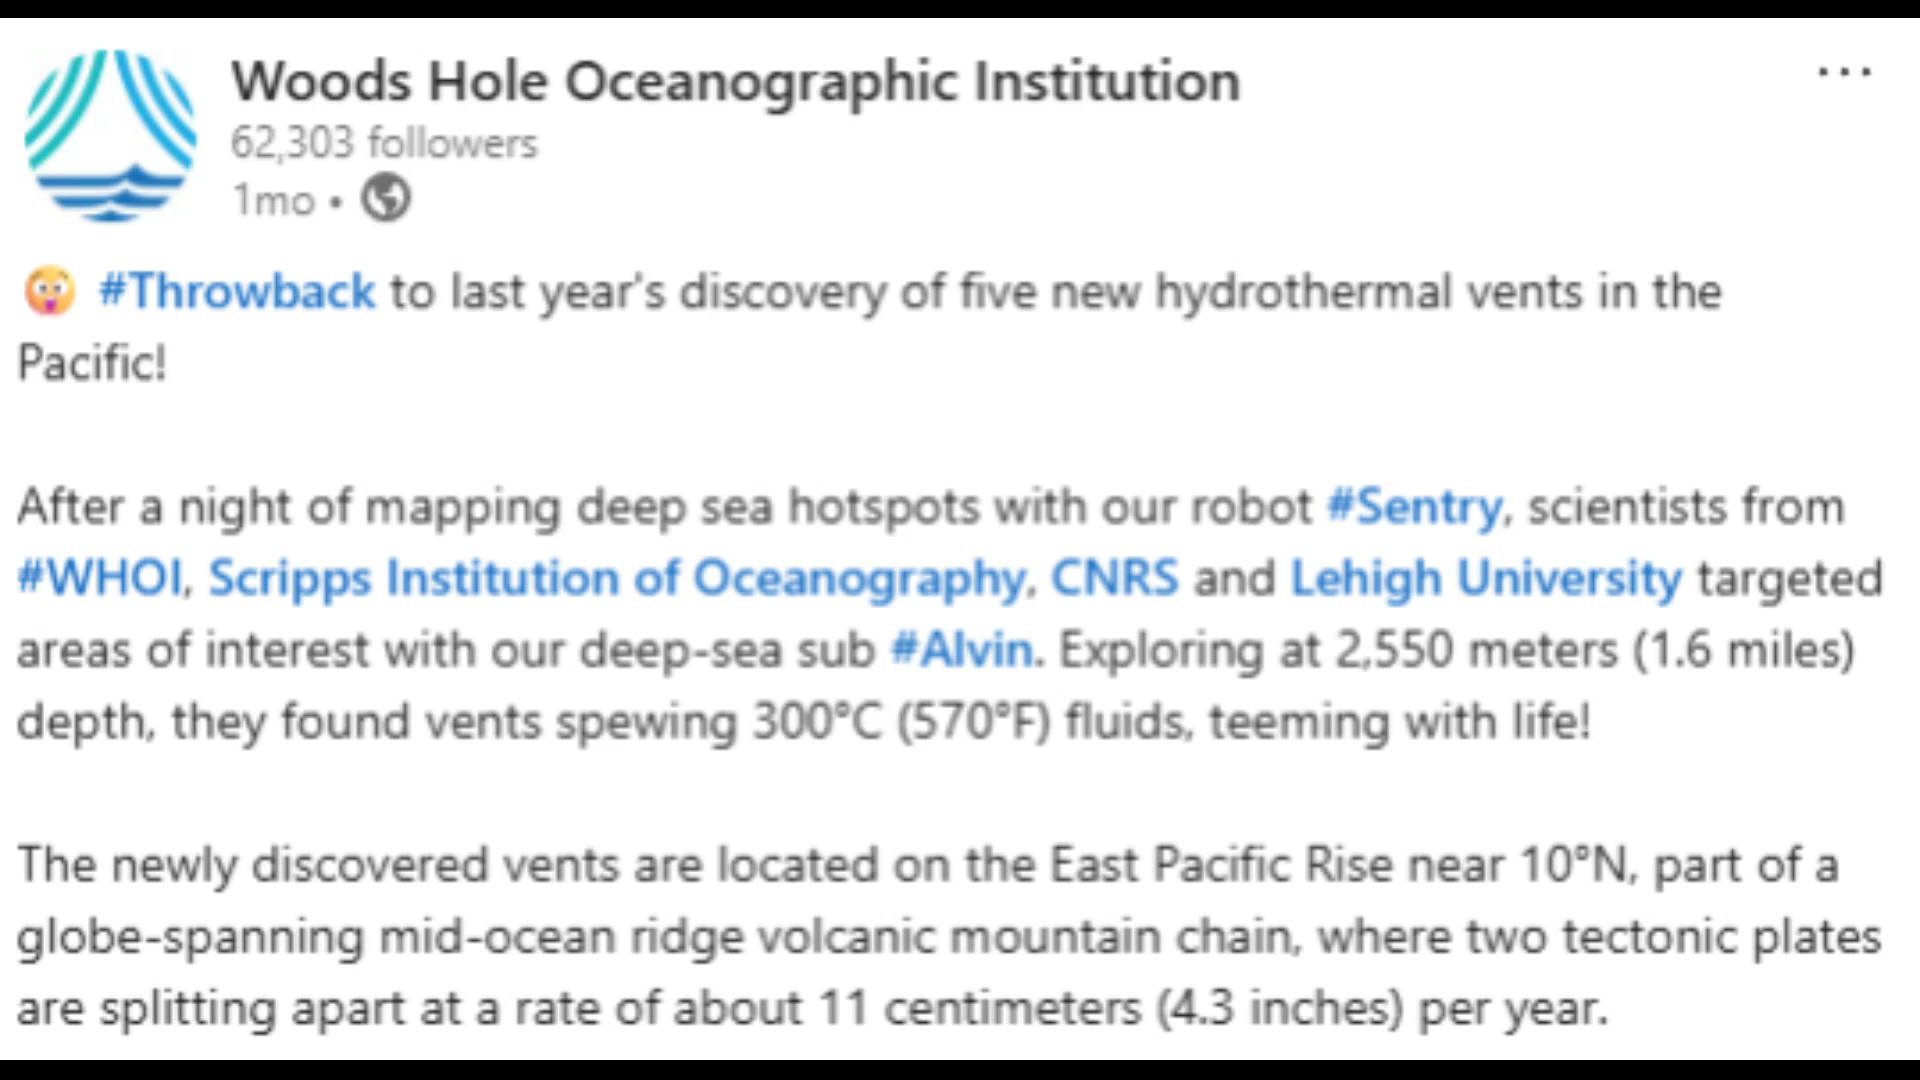 Woods Hole Oceanographic Institution
...
62,303 followers
1mo •
😲 #Throwback to last year's discovery of five new hydrothermal vents in the
Pacific!
After a night of mapping deep sea hotspots with our robot #Sentry, scientists from
#WHOI, Scripps Institution of Oceanography, CNRS and Lehigh University targeted
areas of interest with our deep-sea sub #Alvin. Exploring at 2,550 meters (1.6 miles)
depth, they found vents spewing 300°C (570°F) fluids, teeming with life!
The newly discovered vents are located on the East Pacific Rise near 10°N, part of a
globe-spanning mid-ocean ridge volcanic mountain chain, where two tectonic plates
are splitting apart at a rate of about 11 centimeters (4.3 inches) per year.